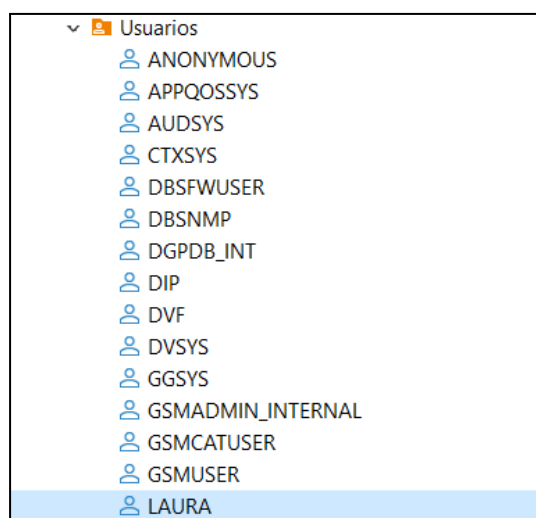 Usuarios
ANONYMOUS
APPQOSSYS
AUDSYS
CTXSYS
DBSFWUSER
DBSNMP
DGPDB_INT
DIP
DVF
DVSYS
GGSYS
GSMADMIN_INTERNAL
GSMCATUSER
GSMUSER
LAURA